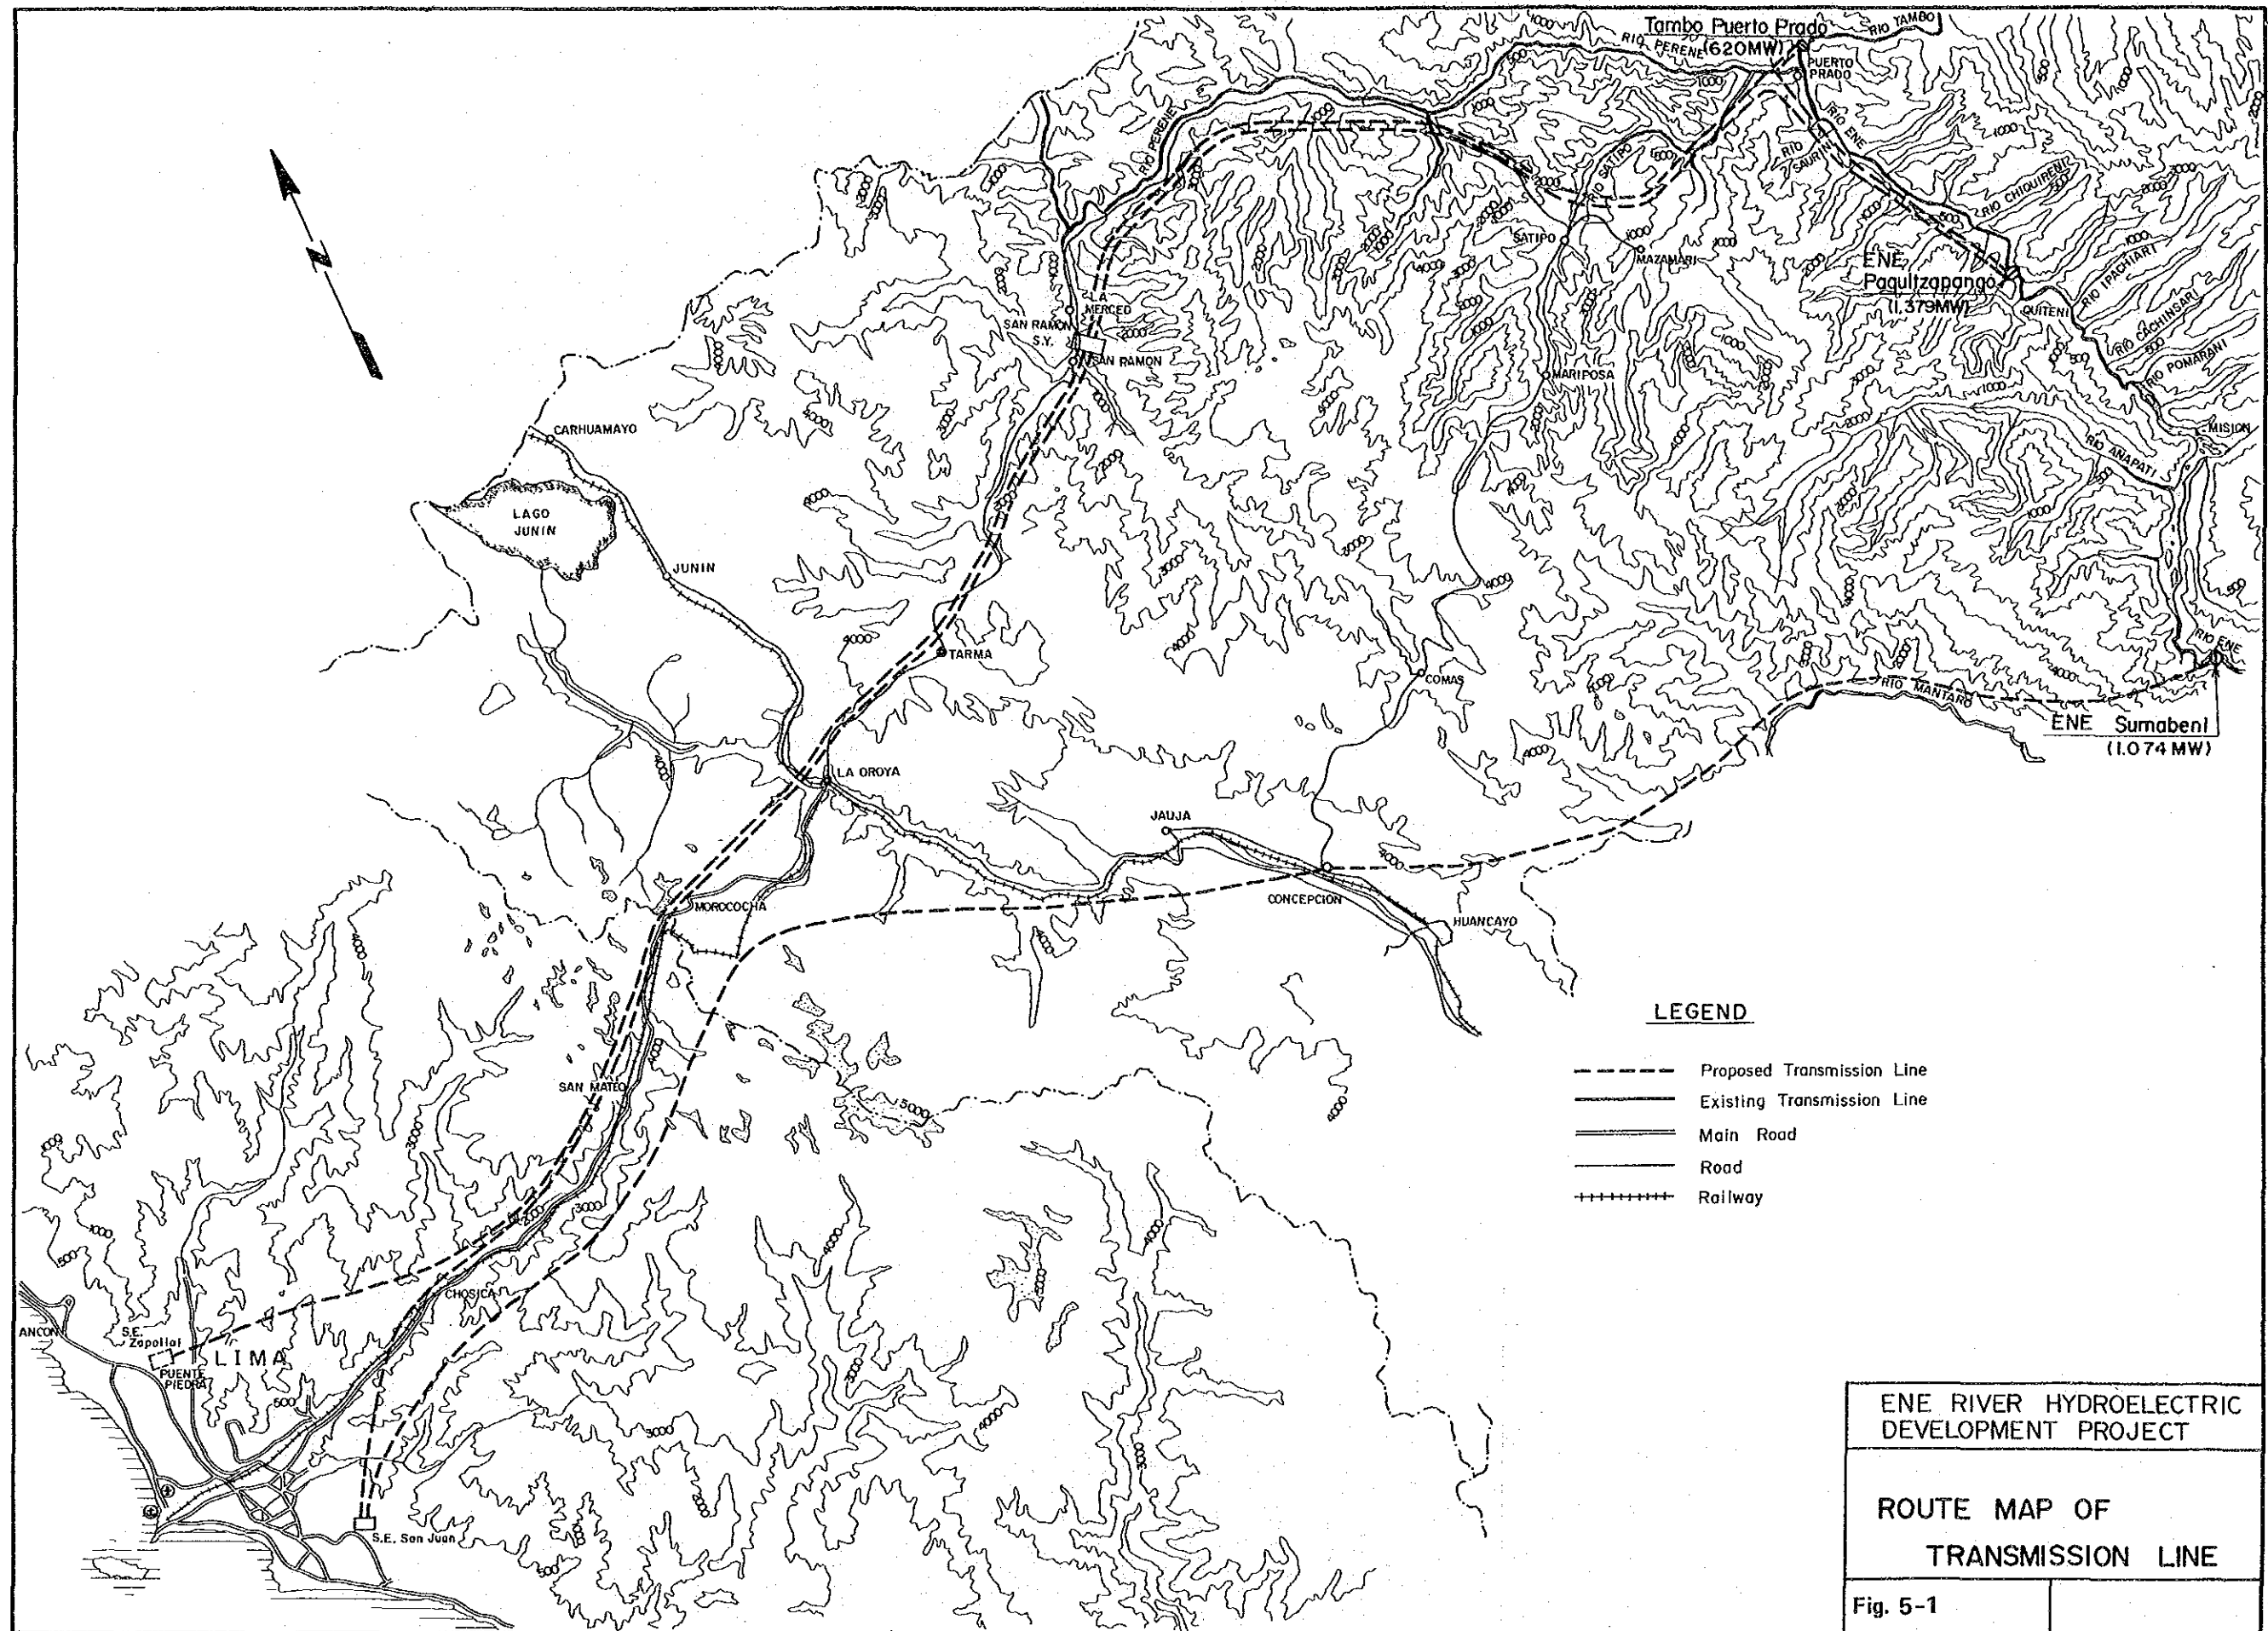 Tambo Puerto Prado
(620MW)
RIO TAMBO
RIO PERENE
PUERTO
PRADO
RIO ENE
RIO
SAURINI
RIO PERENE
RIO SATIPO
RIO CHIQUIRENI
SATIPO
MAZAMARI
ENE
Paquitzapango
(1.379MW)
QUITENI
RIO IPACHIARI
RIO CACHINSARI
RIO POMARANI
MISION
RIO ANAPATI
N
LA
MERCED
SAN RAMON
S.Y.
SAN RAMON
MARIPOSA
CARHUAMAYO
LAGO
JUNIN
JUNIN
TARMA
COMAS
RIO ENE
RIO MANTARO
ENE Sumabeni
(1.074 MW)
LA OROYA
JAUJA
CONCEPCION
HUANCAYO
MOROCOCHA
SAN MATEO
5000
CHOSICA
ANCON
S.E.
Zapallal
LIMA
PUENTE
PIEDRA
S.E. San Juan
LEGEND
Proposed Transmission Line
Existing Transmission Line
Main Road
Road
Railway
ENE RIVER HYDROELECTRIC
DEVELOPMENT PROJECT
ROUTE MAP OF
TRANSMISSION LINE
Fig. 5-1